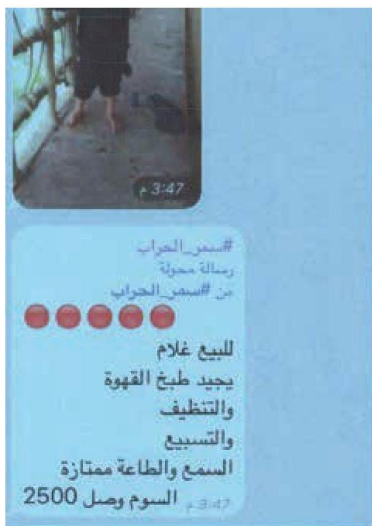 3:47 م
#سمر_الحراب
رسالة محولة
من #سمر_الحراب
للبيع غلام
يجيد طبخ القهوة
والتنظيف
والتسبيع
السمع والطاعة ممتازة
السوم وصل 2500
3:47 م